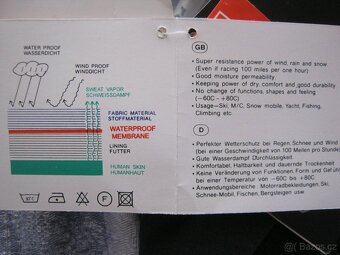 WATER PROOF
WASSERDICHT
WIND PROOF
WINDDICHT
SWEAT VAPOR
SCHWEISSDAMPF
FABRIC MATERIAL
STOFFMATERIAL
WATERPROOF
MEMBRANE
LINING
FUTTER
HUMAN SKIN
HUMANHAUT
GB
- Super resistance power of wind, rain and
snow (Even if racing 100 miles per one hour)
- Good moisture permeability.
- Keeping power of dry comfort and good durability
- No change of functions, shapes and feeling
(-60C - +80C)
- Usage:-Ski, M/C, Snow mobile, Yacht, Fishing,
Climbing etc
D
- Perfekter Wetterschutz bei Regen, Schnee und Wind
(bei einer Geschwindigkeit von 100 Meilen pro Stunde)
- Gute Wasserdampf Durchlässigkeit.
- Komfortabel, Haltbarkeit und dauernde Trockenheit
- Keine Veränderung von Funktionen, Form und Gefühl
bei einer Temperatur von -60C bis +80C
- Anwendungsbereiche: Motorradbekleidung, Ski,
Schnee-Mobil, Fischen, Bergsteigen usw
F
bazos.cz